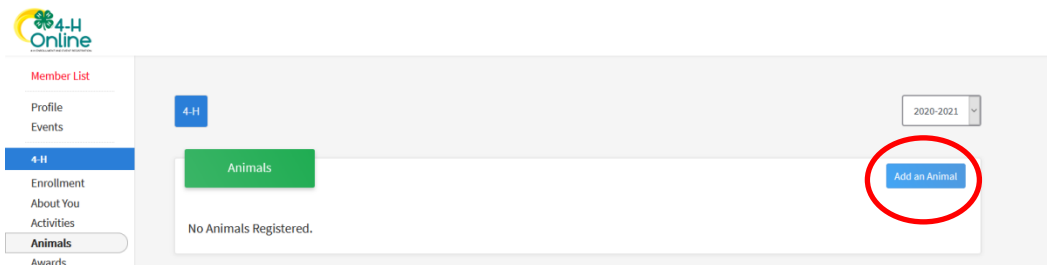 4-H
Online
Member List
Profile
Events
4-H
Enrollment
About You
Activities
Animals
Awards
4-H
2020-2021
Animals
Add an Animal
No Animals Registered.